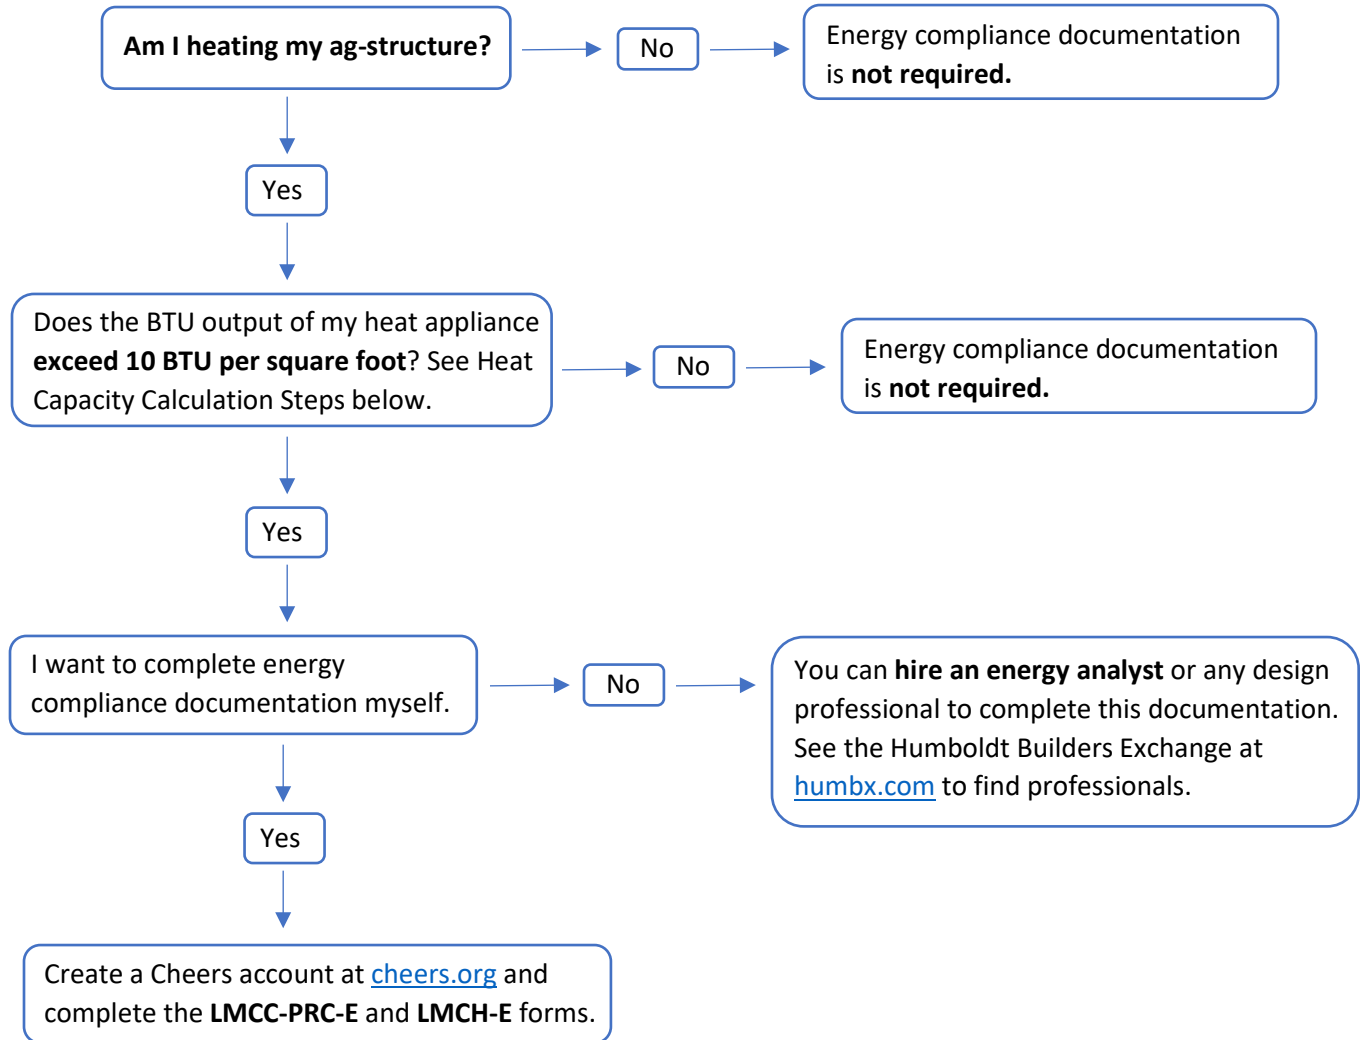 Am I heating my ag-structure?
No
Energy compliance documentation
is not required.
Yes
Does the BTU output of my heat appliance
exceed 10 BTU per square foot? See Heat
Capacity Calculation Steps below.
No
Energy compliance documentation
is not required.
Yes
I want to complete energy
compliance documentation myself.
No
You can hire an energy analyst or any design
professional to complete this documentation.
See the Humboldt Builders Exchange at
humbx.com to find professionals.
Yes
Create a Cheers account at cheers.org and
complete the LMCC-PRC-E and LMCH-E forms.